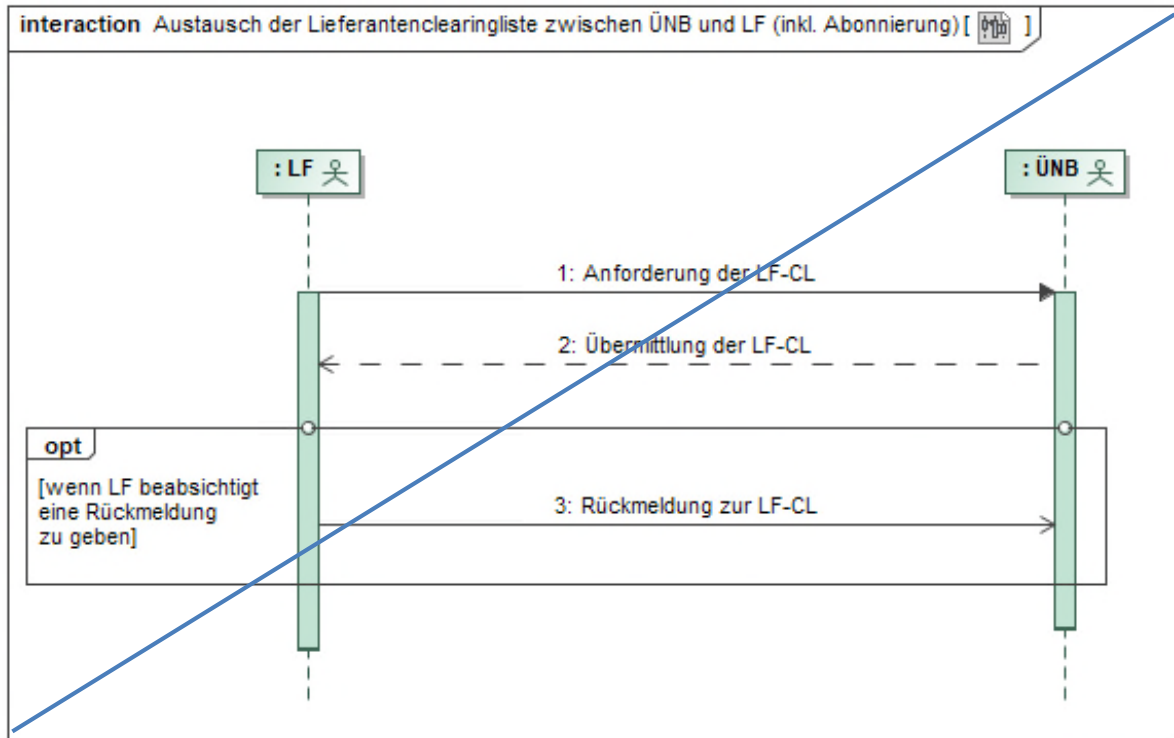 interaction Austausch der Lieferantenclearingliste zwischen ÜNB und LF (inkl. Abonnierung) [ ]
: LF
: ÜNB
1: Anforderung der LF-CL
2: Übermittlung der LF-CL
opt
[wenn LF beabsichtigt
eine Rückmeldung
zu geben]
3: Rückmeldung zur LF-CL